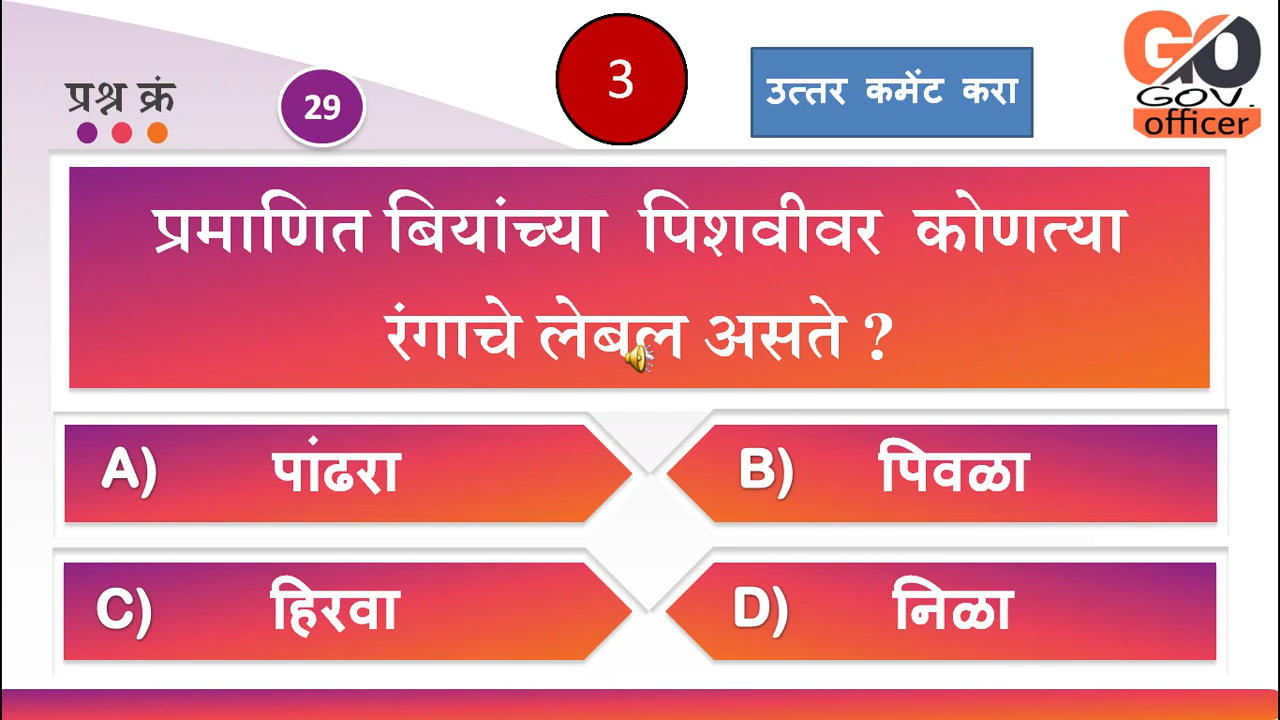 प्रश्न क्रं
29
3
उत्तर कमेंट करा
GO
GOV.
officer
प्रमाणित बियांच्या पिशवीवर कोणत्या
रंगाचे लेबल असते ?
A) पांढरा
B) पिवळा
C) हिरवा
D) निळा